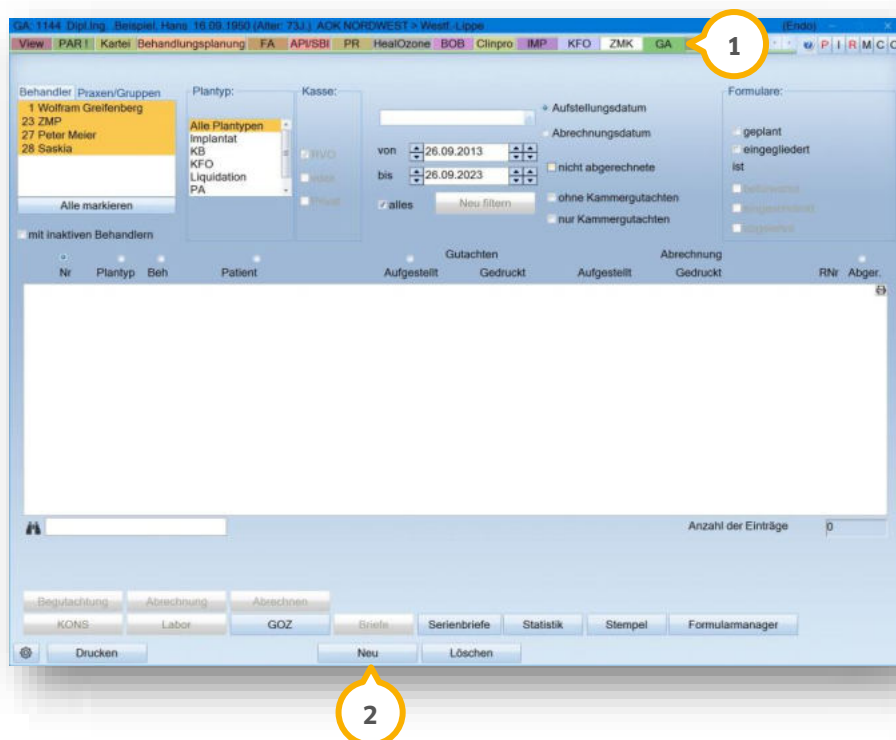 GA; 1144 Dipl.Ing. .Beispiel, Hans 16.09.1950 (Alter: 73J.) AOK NORDWEST > Westf.-Lippe (Endo)
View PAR ! Kartei Behandlungsplanung FA API/SBI PR HealOzone BOB Clinpro IMP KFO ZMK GA P I R M C
1
Behandler Praxen/Gruppen Plantyp: Kasse: Formulare:
1 Wolfram Greifenberg
23 ZMP
27 Peter Meier
28 Saskia
Alle markieren
mit inaktiven Behandlern
Alle Plantypen
Implantat
KB
KFO
Liquidation
PA
RVO
Privat
von 26.09.2013
bis 26.09.2023
alles Neu filtern
Aufstellungsdatum
Abrechnungsdatum
nicht abgerechnete
ohne Kammergutachten
nur Kammergutachten
geplant
eingegliedert
ist
Gutachten Abrechnung
Nr Plantyp Beh Patient Aufgestellt Gedruckt Aufgestellt Gedruckt RNr Abger.
Anzahl der Einträge 0
Begutachtung Abrechnung Abrechnen
KONS Labor GOZ Briefe Serienbriefe Statistik Stempel Formularmanager
Drucken Neu Löschen
2